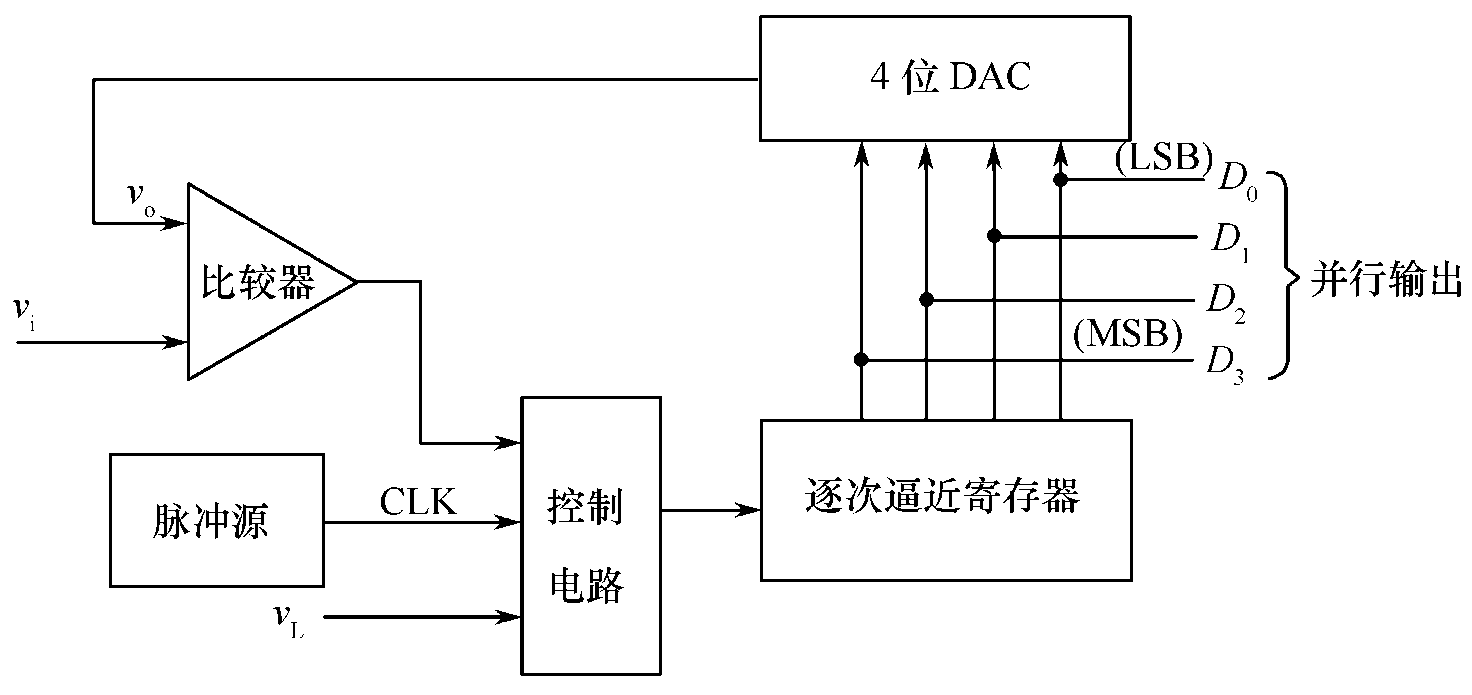 4 位 DAC
(LSB) D0
vo
D1
比较器
并行输出
vi
D2
(MSB)
D3
CLK
脉冲源
控制
电路
逐次逼近寄存器
vL